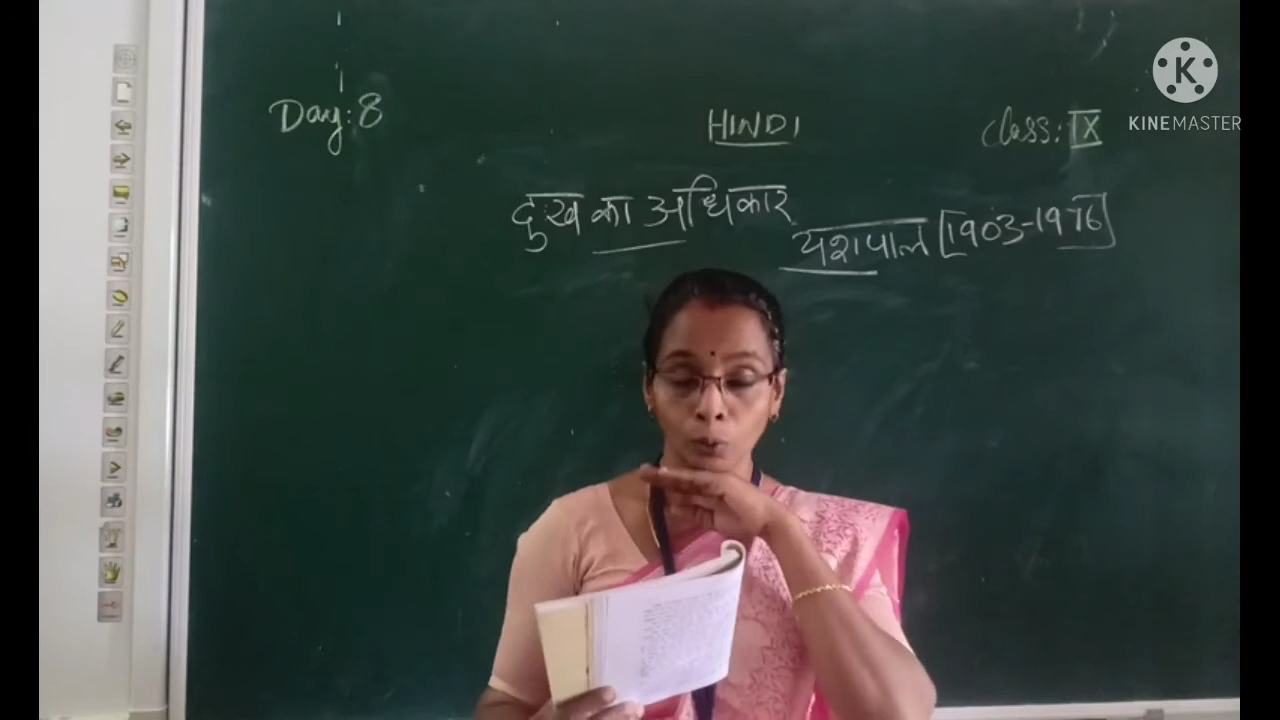 Day: 8
HINDI
class: IX
दुःख का अधिकार
यशपाल [1903-1976]
KINEMASTER